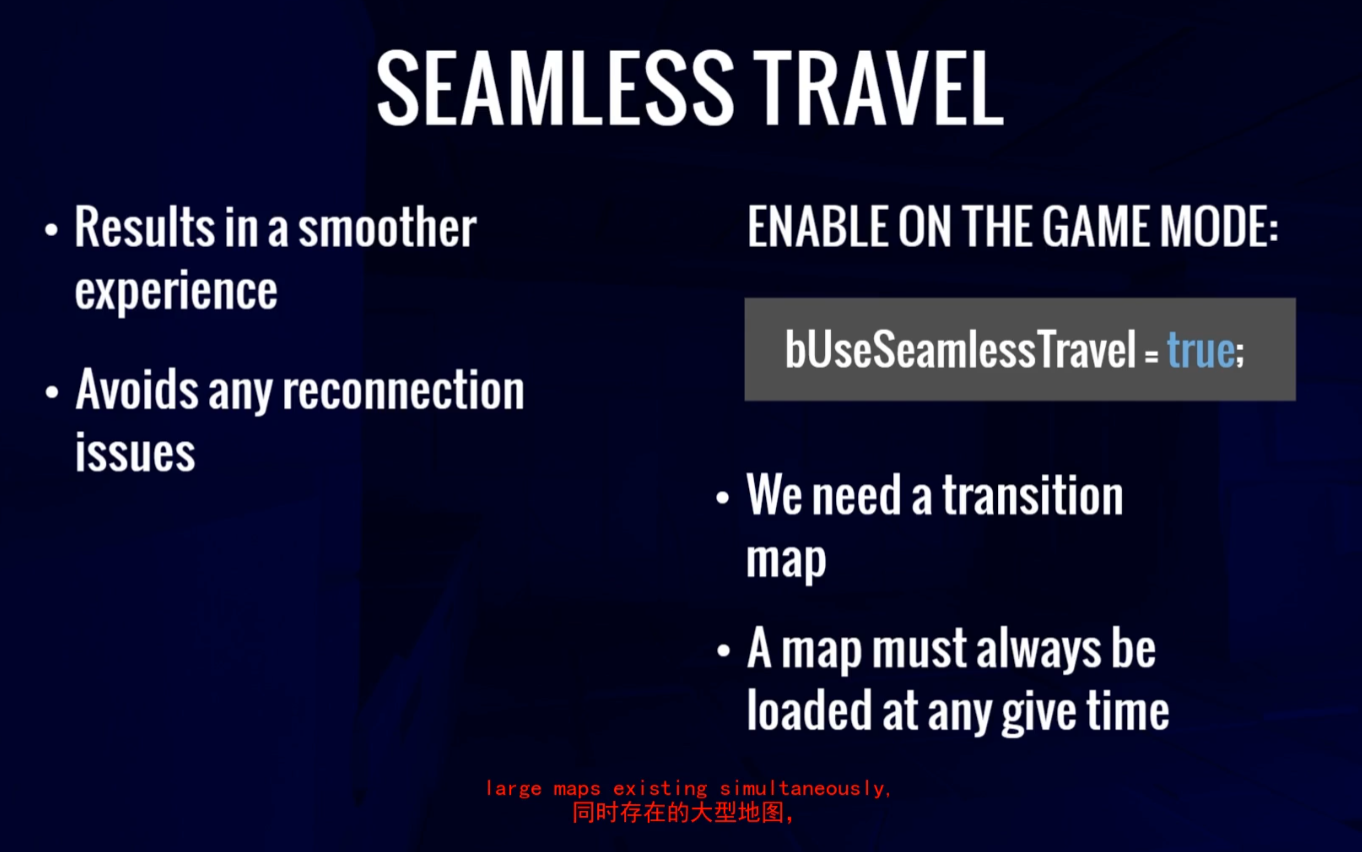 SEAMLESS TRAVEL
• Results in a smoother
experience
• Avoids any reconnection
issues
ENABLE ON THE GAME MODE:
bUseSeamlessTravel = true;
• We need a transition
map
• A map must always be
loaded at any give time
large maps existing simultaneously,
同时存在的大型地图，